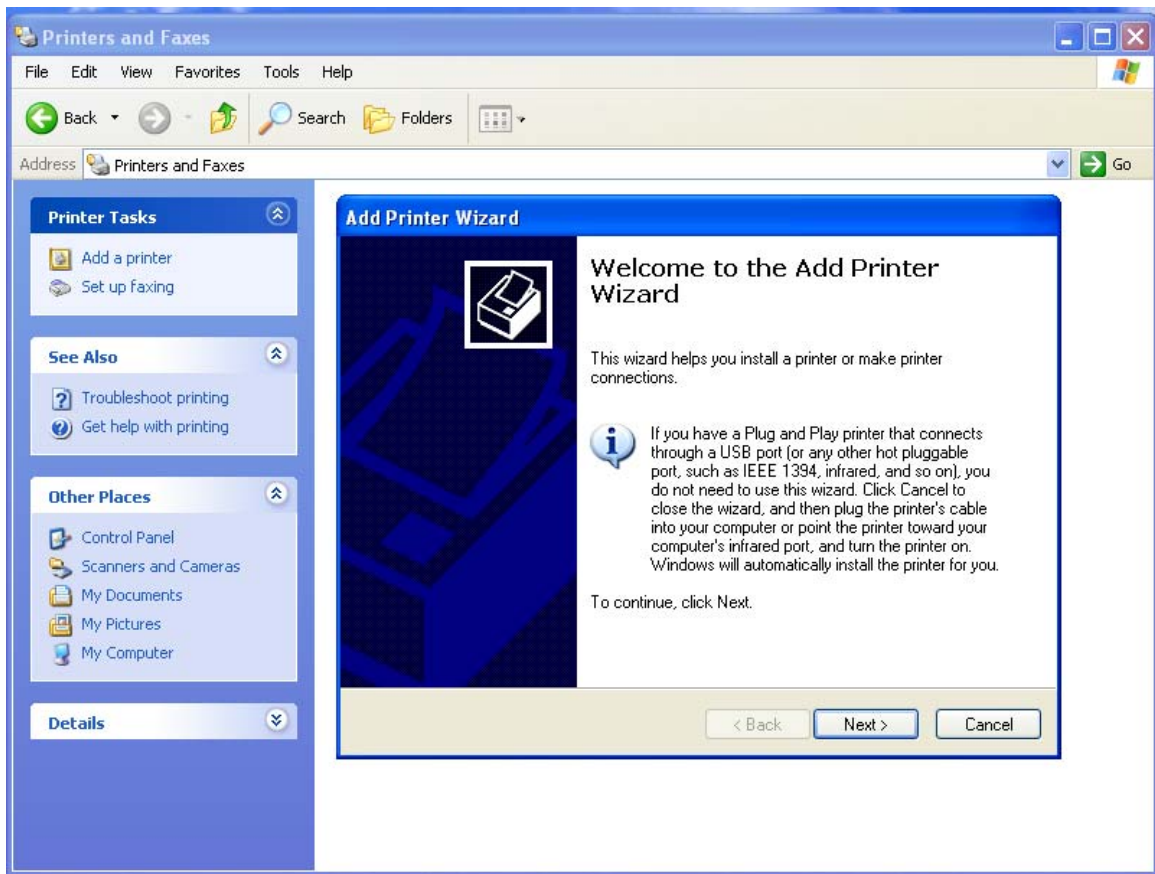 Printers and Faxes
File Edit View Favorites Tools Help
Back Search Folders
Address Printers and Faxes Go
Printer Tasks
Add a printer
Set up faxing
See Also
Troubleshoot printing
Get help with printing
Other Places
Control Panel
Scanners and Cameras
My Documents
My Pictures
My Computer
Details
Add Printer Wizard
Welcome to the Add Printer
Wizard
This wizard helps you install a printer or make printer
connections.
If you have a Plug and Play printer that connects
through a USB port (or any other hot pluggable
port, such as IEEE 1394, infrared, and so on), you
do not need to use this wizard. Click Cancel to
close the wizard, and then plug the printer's cable
into your computer or point the printer toward your
computer's infrared port, and turn the printer on.
Windows will automatically install the printer for you.
To continue, click Next.
< Back Next > Cancel